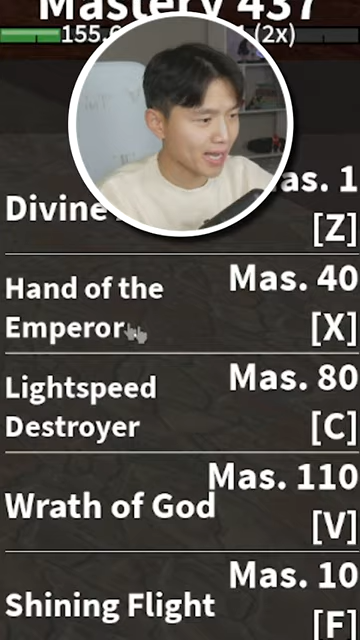 Mastery 437
(2x)
Mas. 1
Divine
[Z]
Hand of the
Emperor
Mas. 40
[X]
Lightspeed
Destroyer
Mas. 80
[C]
Wrath of God
Mas. 110
[V]
Shining Flight
Mas. 10
[F]